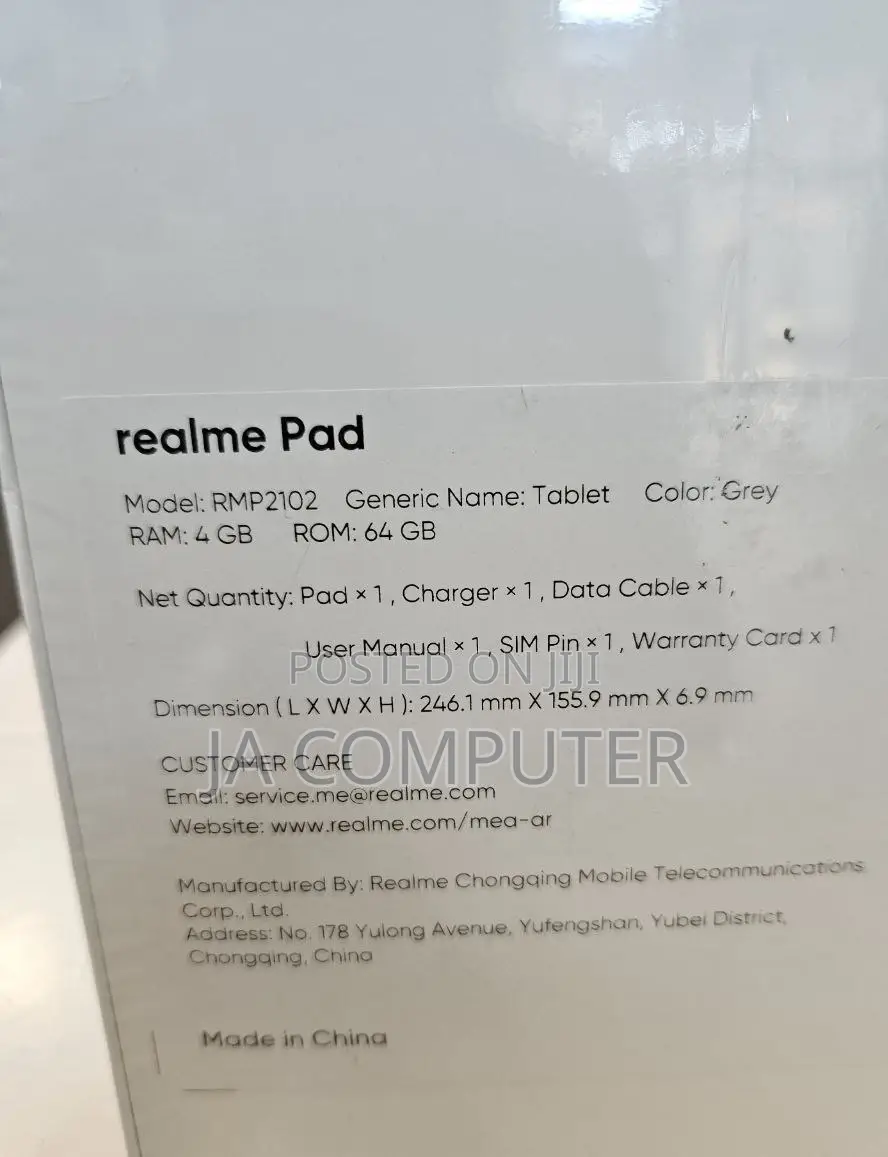 realme Pad
Model: RMP2102 Generic Name: Tablet Color: Grey
RAM: 4 GB ROM: 64 GB
Net Quantity: Pad × 1 , Charger × 1 , Data Cable × 1 ,
User Manual × 1 , SIM Pin × 1 , Warranty Card x 1
POSTED ON JIJI
Dimension ( L X W X H ): 246.1 mm X 155.9 mm X 6.9 mm
JA COMPUTER
CUSTOMER CARE
Email: service.me@realme.com
Website: www.realme.com/mea-ar
Manufactured By: Realme Chongqing Mobile Telecommunications
Corp., Ltd.
Address: No. 178 Yulong Avenue, Yufengshan, Yubei District,
Chongqing, China
Made in China